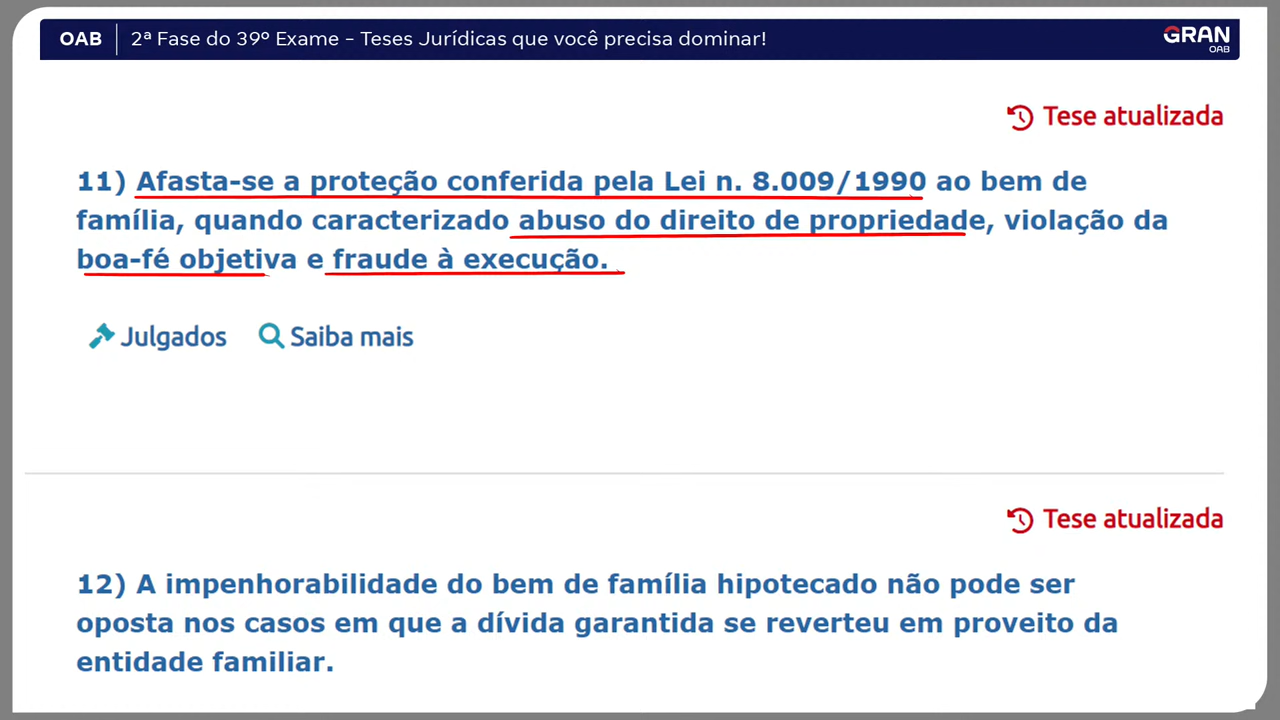 OAB 2ª Fase do 39º Exame – Teses Jurídicas que você precisa dominar!
GRAN
OAB
Tese atualizada
11) Afasta-se a proteção conferida pela Lei n. 8.009/1990 ao bem de
família, quando caracterizado abuso do direito de propriedade, violação da
boa-fé objetiva e fraude à execução.
Julgados Saiba mais
Tese atualizada
12) A impenhorabilidade do bem de família hipotecado não pode ser
oposta nos casos em que a dívida garantida se reverteu em proveito da
entidade familiar.